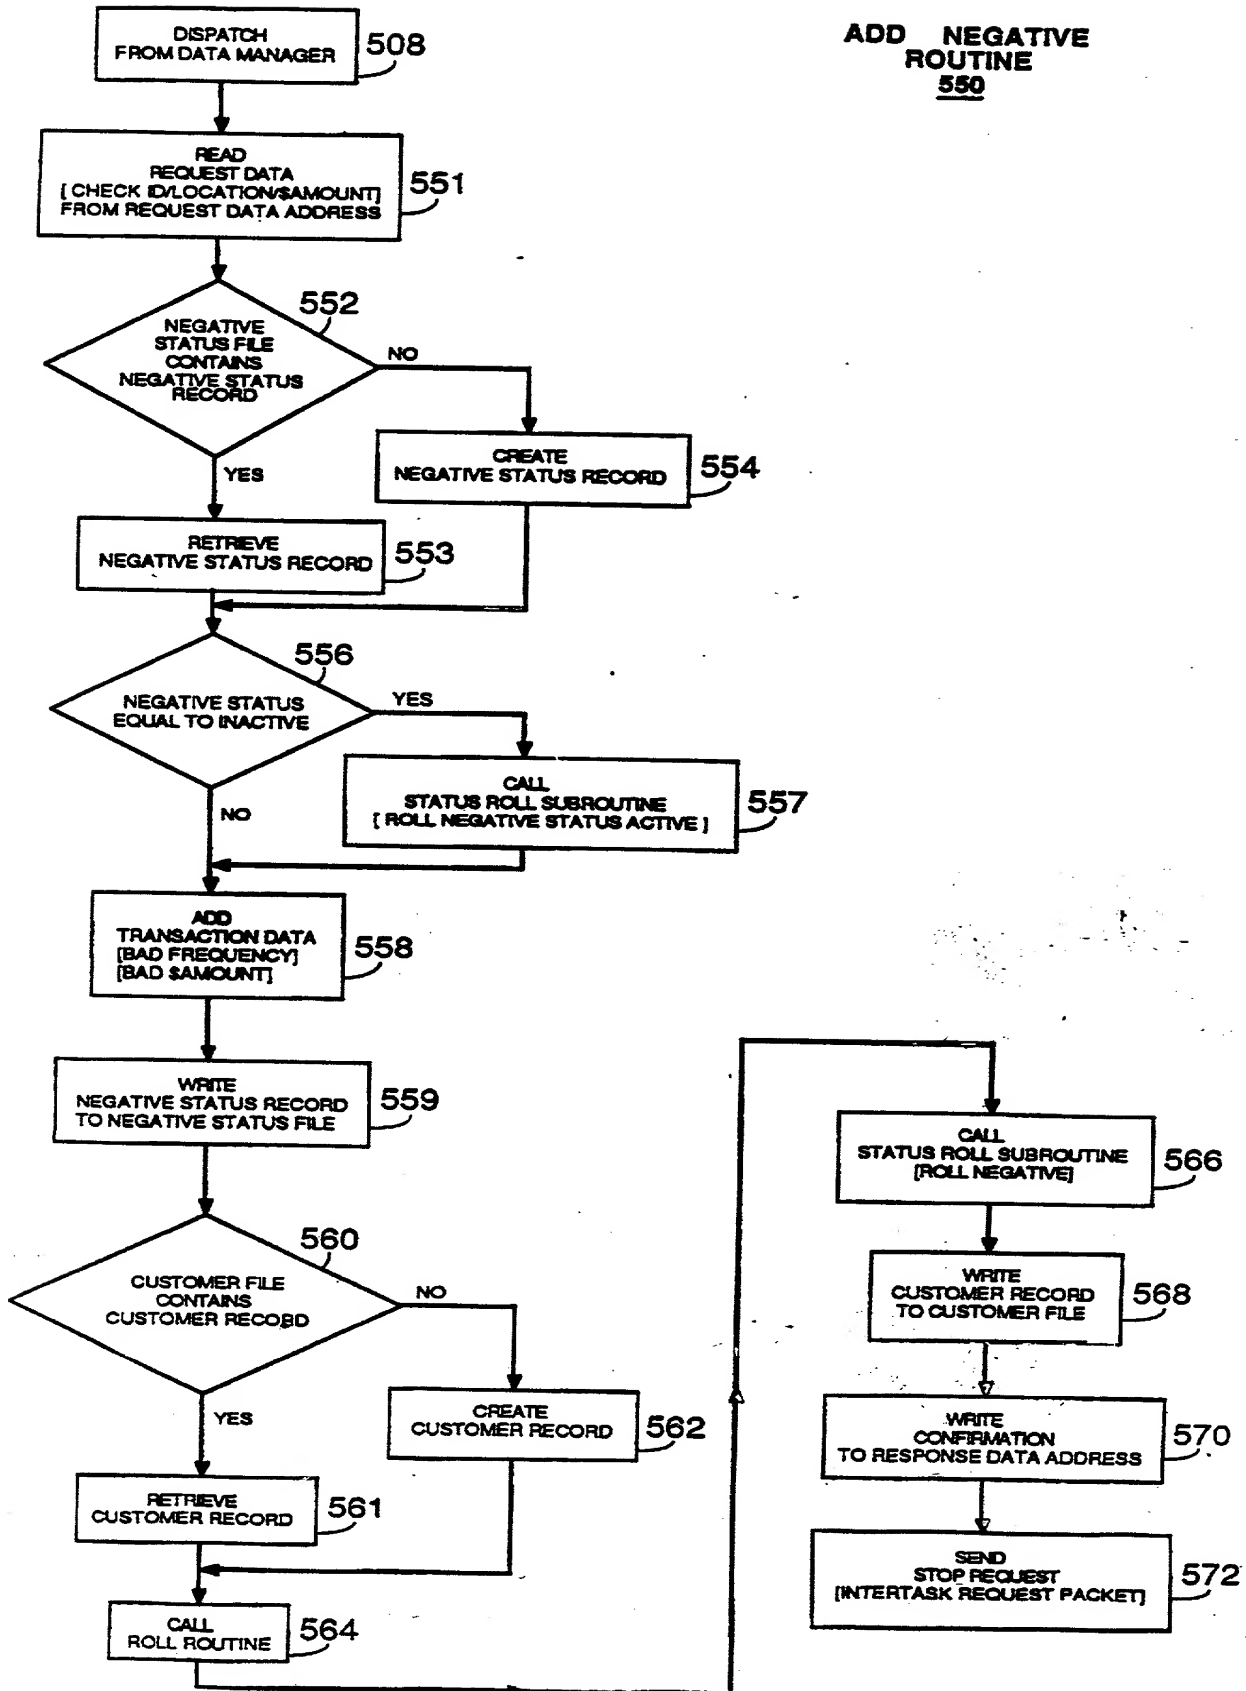 ADD NEGATIVE
ROUTINE
550
DISPATCH
FROM DATA MANAGER
508
READ
REQUEST DATA
[ CHECK ID/LOCATION/$AMOUNT]
FROM REQUEST DATA ADDRESS
551
NEGATIVE
STATUS FILE
CONTAINS
NEGATIVE STATUS
RECORD
552
NO
YES
CREATE
NEGATIVE STATUS RECORD
554
RETRIEVE
NEGATIVE STATUS RECORD
553
NEGATIVE STATUS
EQUAL TO INACTIVE
556
YES
NO
CALL
STATUS ROLL SUBROUTINE
[ ROLL NEGATIVE STATUS ACTIVE ]
557
ADD
TRANSACTION DATA
[BAD FREQUENCY]
[BAD $AMOUNT]
558
WRITE
NEGATIVE STATUS RECORD
TO NEGATIVE STATUS FILE
559
CUSTOMER FILE
CONTAINS
CUSTOMER RECORD
560
NO
YES
CREATE
CUSTOMER RECORD
562
RETRIEVE
CUSTOMER RECORD
561
CALL
ROLL ROUTINE
564
CALL
STATUS ROLL SUBROUTINE
[ROLL NEGATIVE]
566
WRITE
CUSTOMER RECORD
TO CUSTOMER FILE
568
WRITE
CONFIRMATION
TO RESPONSE DATA ADDRESS
570
SEND
STOP REQUEST
[INTERTASK REQUEST PACKET]
572